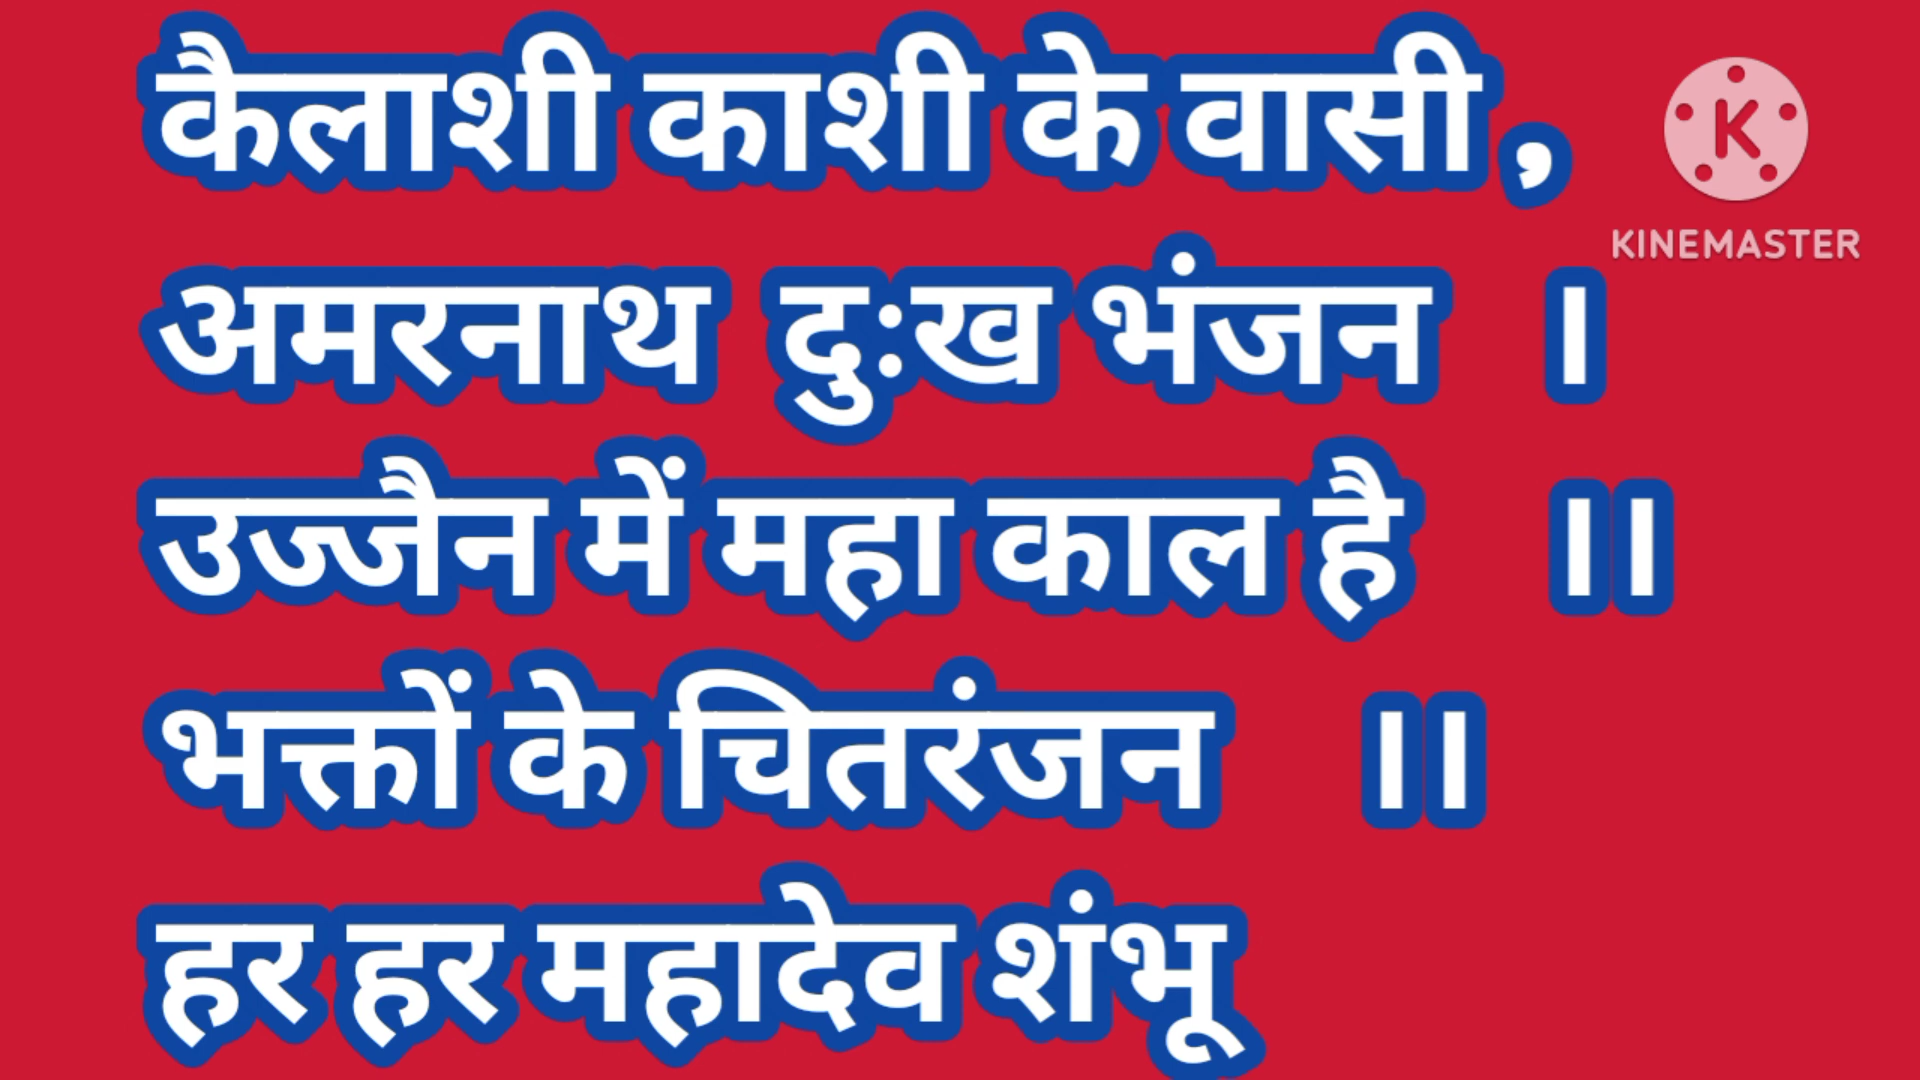 कैलाशी काशी के वासी,
अमरनाथ दुःख भंजन ।
उज्जैन में महा काल है ।।
भक्तों के चितरंजन ।।
हर हर महादेव शंभू
K
KINEMASTER